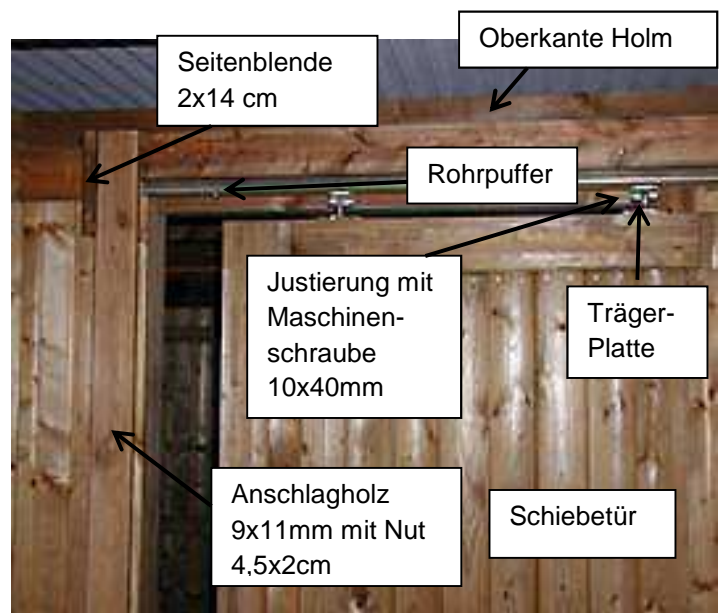 Seitenblende
2x14 cm
Oberkante Holm
Rohrpuffer
Justierung mit
Maschinen-
schraube
10x40mm
Träger-
Platte
Anschlagholz
9x11mm mit Nut
4,5x2cm
Schiebetür